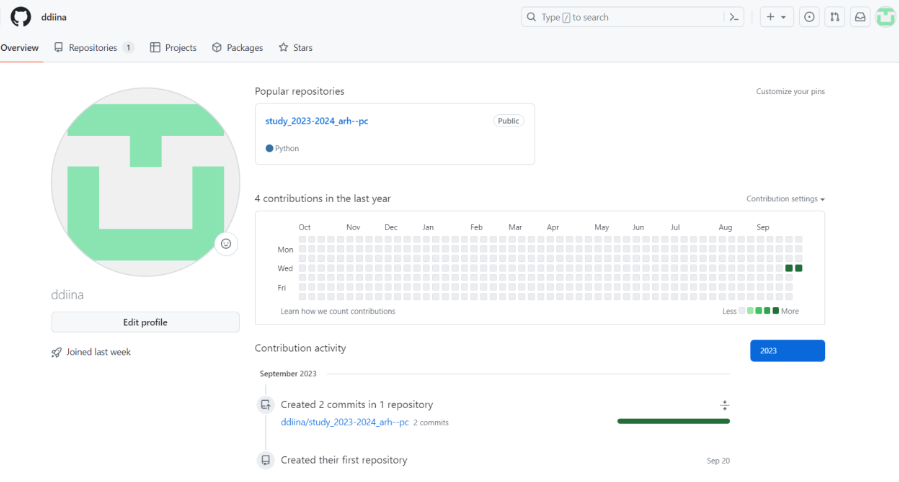 ddiina
Type / to search
Overview
Repositories 1
Projects
Packages
Stars
Popular repositories
Customize your pins
study_2023-2024_arh--pc
Public
Python
4 contributions in the last year
Contribution settings
Oct Nov Dec Jan Feb Mar Apr May Jun Jul Aug Sep
Mon
Wed
Fri
Learn how we count contributions
Less More
ddiina
Edit profile
Joined last week
Contribution activity
2023
September 2023
Created 2 commits in 1 repository
ddiina/study_2023-2024_arh--pc 2 commits
Created their first repository
Sep 20